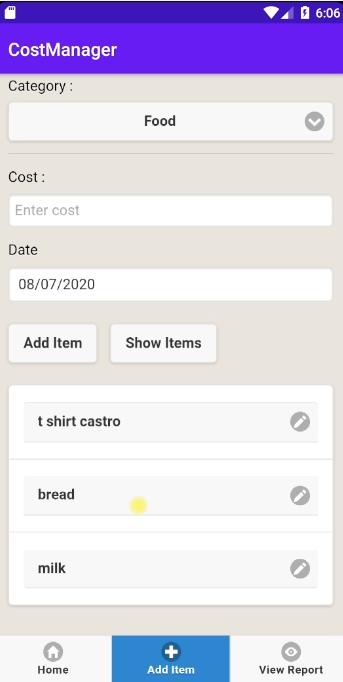 6:06
CostManager
Category :
Food
Cost :
Enter cost
Date
08/07/2020
Add Item Show Items
t shirt castro
bread
milk
Home Add Item View Report